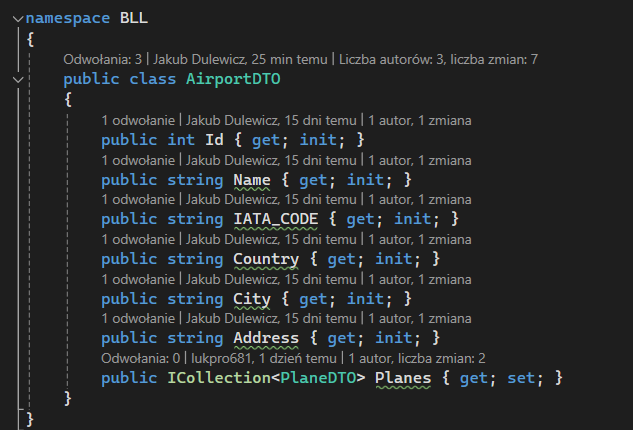 namespace BLL
{
Odwołania: 3 | Jakub Dulewicz, 25 min temu | Liczba autorów: 3, liczba zmian: 7
public class AirportDTO
{
1 odwołanie | Jakub Dulewicz, 15 dni temu | 1 autor, 1 zmiana
public int Id { get; init; }
1 odwołanie | Jakub Dulewicz, 15 dni temu | 1 autor, 1 zmiana
public string Name { get; init; }
1 odwołanie | Jakub Dulewicz, 15 dni temu | 1 autor, 1 zmiana
public string IATA_CODE { get; init; }
1 odwołanie | Jakub Dulewicz, 15 dni temu | 1 autor, 1 zmiana
public string Country { get; init; }
1 odwołanie | Jakub Dulewicz, 15 dni temu | 1 autor, 1 zmiana
public string City { get; init; }
1 odwołanie | Jakub Dulewicz, 15 dni temu | 1 autor, 1 zmiana
public string Address { get; init; }
Odwołania: 0 | lukpro681, 1 dzień temu | 1 autor, liczba zmian: 2
public ICollection<PlaneDTO> Planes { get; set; }
}
}